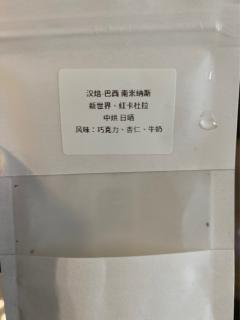 汉焙-巴西 南米纳斯
新世界、红卡杜拉
中烘 日晒
风味：巧克力、杏仁、牛奶